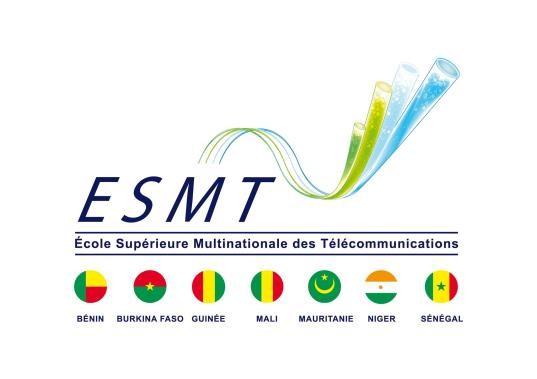 ESMT
École Supérieure Multinationale des Télécommunications
BÉNIN BURKINA FASO GUINÉE MALI MAURITANIE NIGER SÉNÉGAL